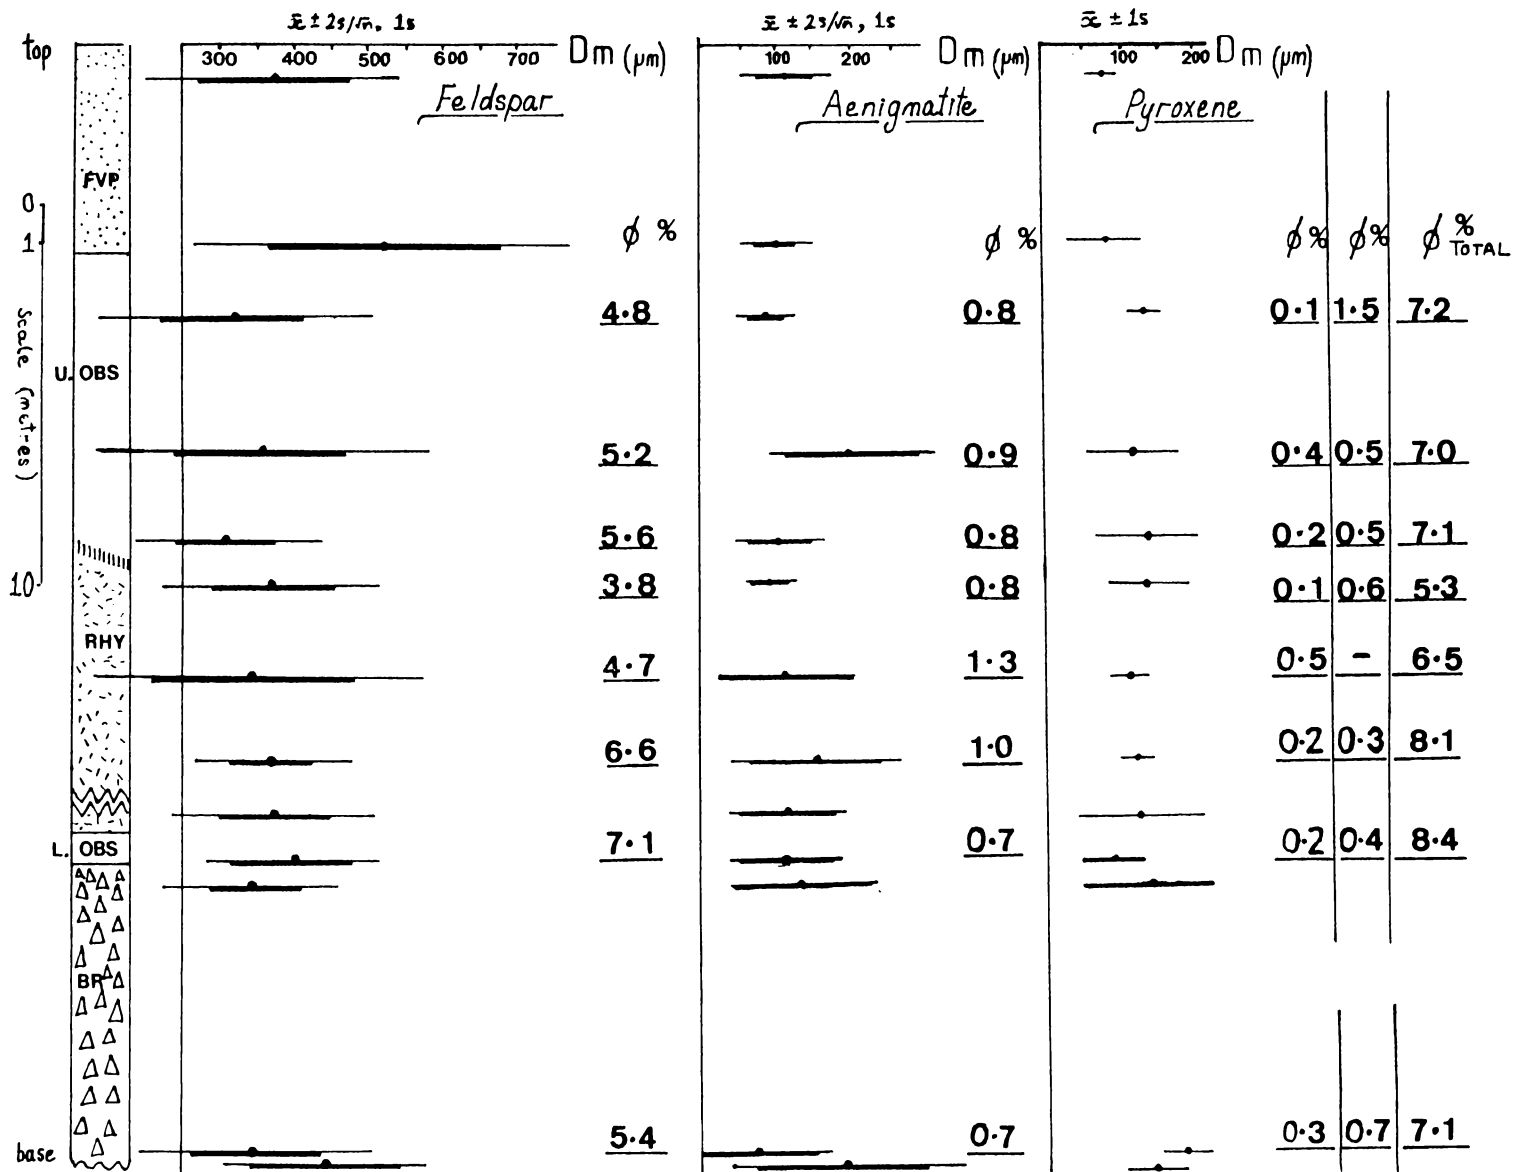 x̄ ± 2s/√n, 1s x̄ ± 2s/√n, 1s x̄ ± 1s
top 300 400 500 600 700 Dm (μm) 100 200 Dm (μm) 100 200 Dm (μm)
Feldspar Aenigmatite Pyroxene
FVP
0
1 ϕ % ϕ % ϕ% ϕ% ϕ % TOTAL
4.8 0.8 0.1 1.5 7.2
scale (metres)
U. OBS
5.2 0.9 0.4 0.5 7.0
5.6 0.8 0.2 0.5 7.1
10 3.8 0.8 0.1 0.6 5.3
RHY 4.7 1.3 0.5 - 6.5
6.6 1.0 0.2 0.3 8.1
L. OBS 7.1 0.7 0.2 0.4 8.4
BR
base 5.4 0.7 0.3 0.7 7.1